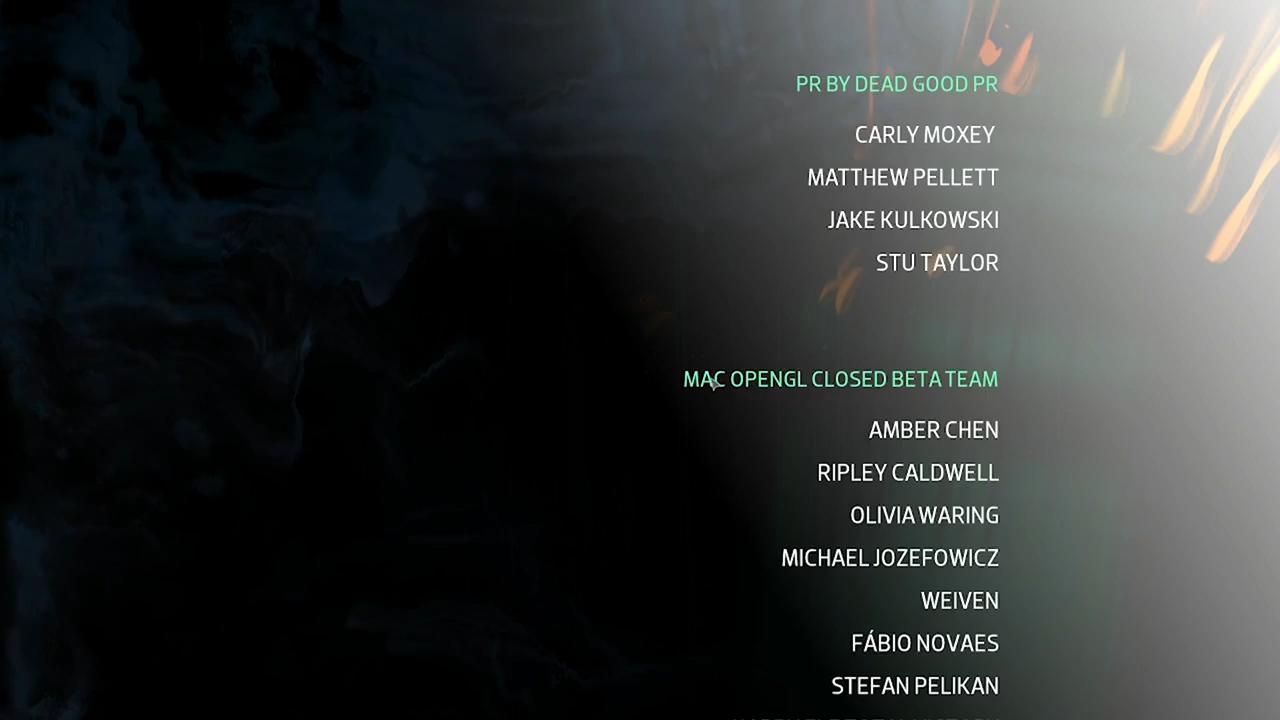 PR BY DEAD GOOD PR
CARLY MOXEY
MATTHEW PELLETT
JAKE KULKOWSKI
STU TAYLOR
MAC OPENGL CLOSED BETA TEAM
AMBER CHEN
RIPLEY CALDWELL
OLIVIA WARING
MICHAEL JOZEFOWICZ
WEIVEN
FÁBIO NOVAES
STEFAN PELIKAN